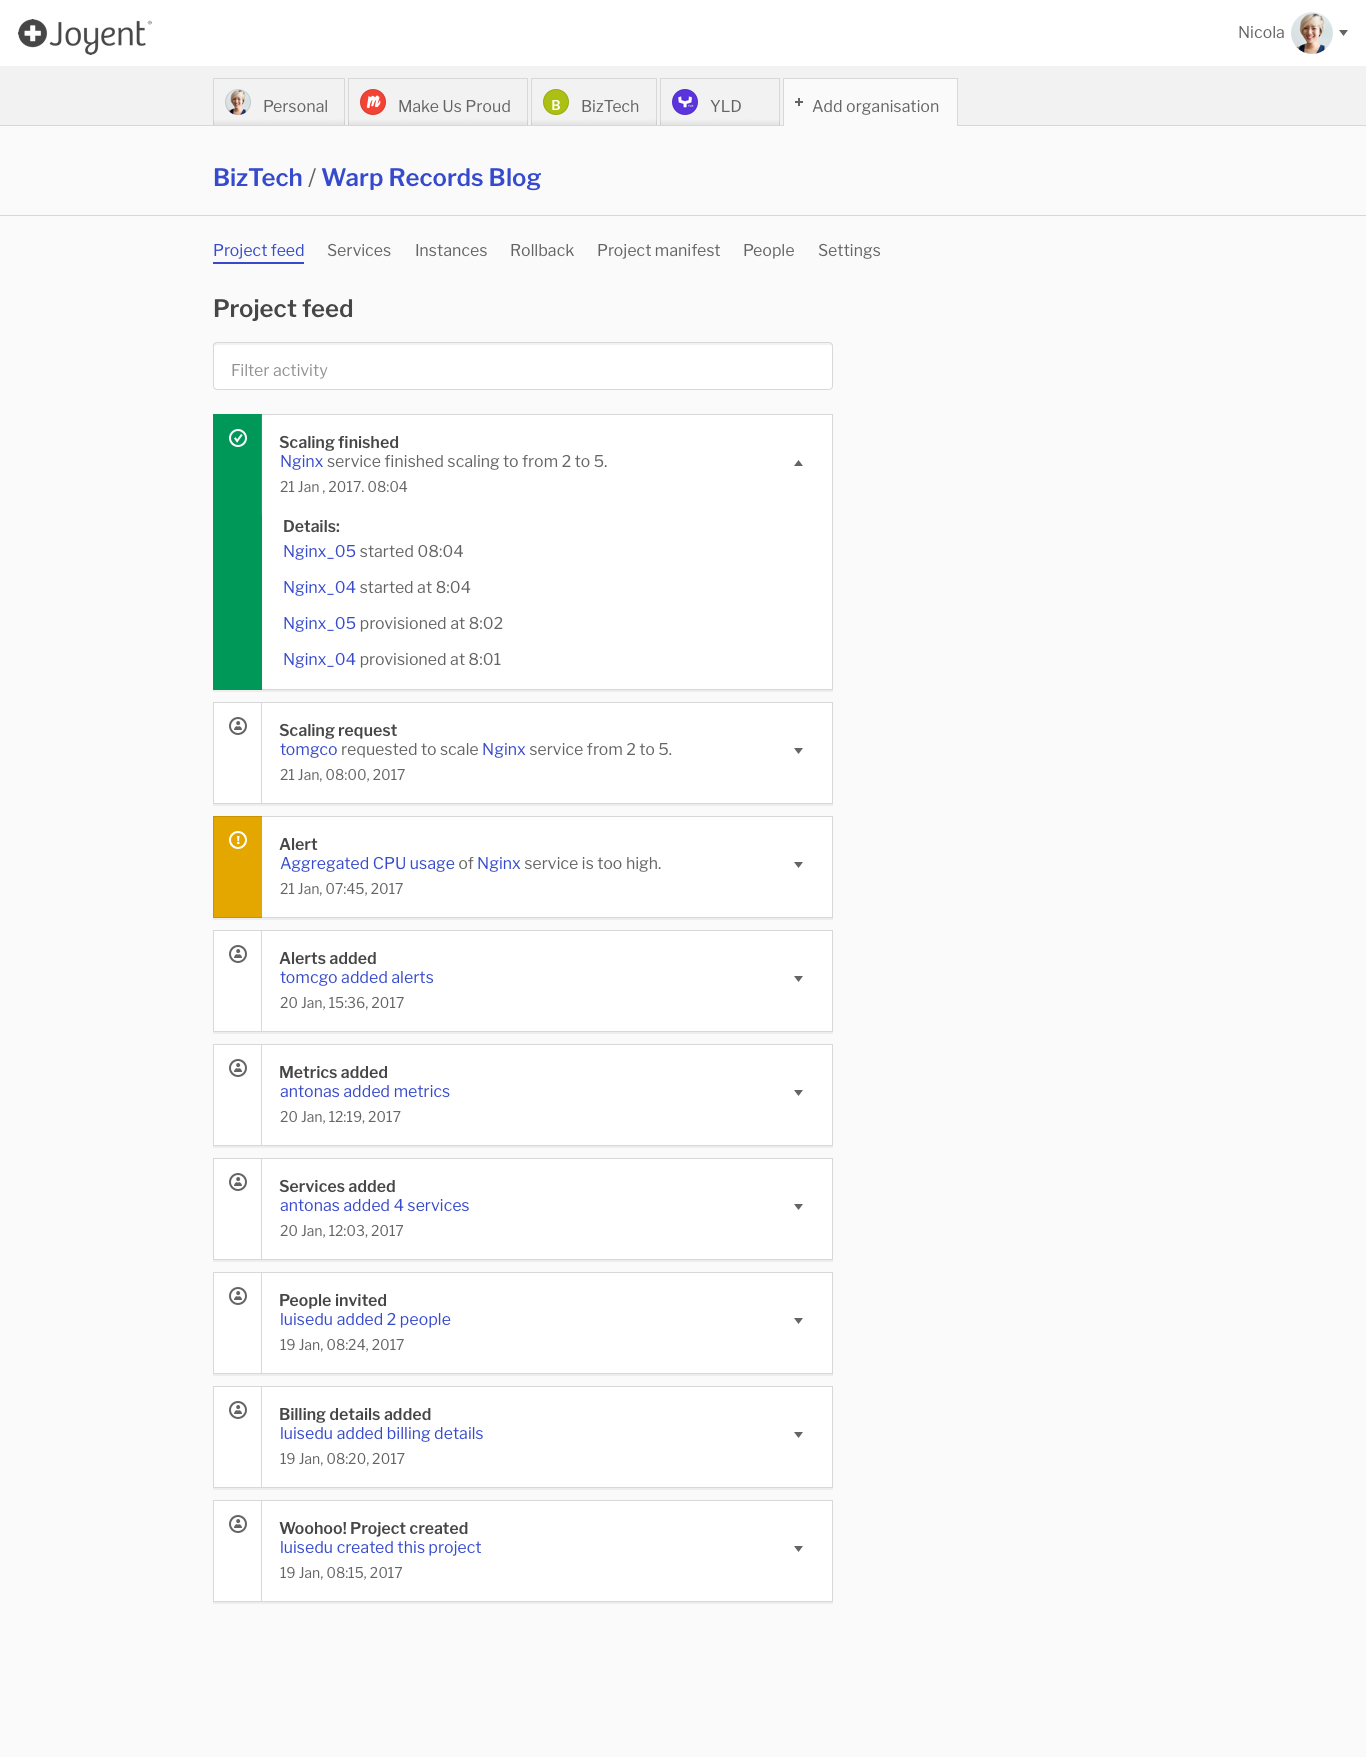 Joyent
Nicola
Personal
Make Us Proud
B
BizTech
YLD
+ Add organisation
BizTech / Warp Records Blog
Project feed
Services
Instances
Rollback
Project manifest
People
Settings
Project feed
Filter activity
Scaling finished
Nginx service finished scaling to from 2 to 5.
21 Jan , 2017. 08:04
Details:
Nginx_05 started 08:04
Nginx_04 started at 8:04
Nginx_05 provisioned at 8:02
Nginx_04 provisioned at 8:01
Scaling request
tomgco requested to scale Nginx service from 2 to 5.
21 Jan, 08:00, 2017
Alert
Aggregated CPU usage of Nginx service is too high.
21 Jan, 07:45, 2017
Alerts added
tomcgo added alerts
20 Jan, 15:36, 2017
Metrics added
antonas added metrics
20 Jan, 12:19, 2017
Services added
antonas added 4 services
20 Jan, 12:03, 2017
People invited
luisedu added 2 people
19 Jan, 08:24, 2017
Billing details added
luisedu added billing details
19 Jan, 08:20, 2017
Woohoo! Project created
luisedu created this project
19 Jan, 08:15, 2017